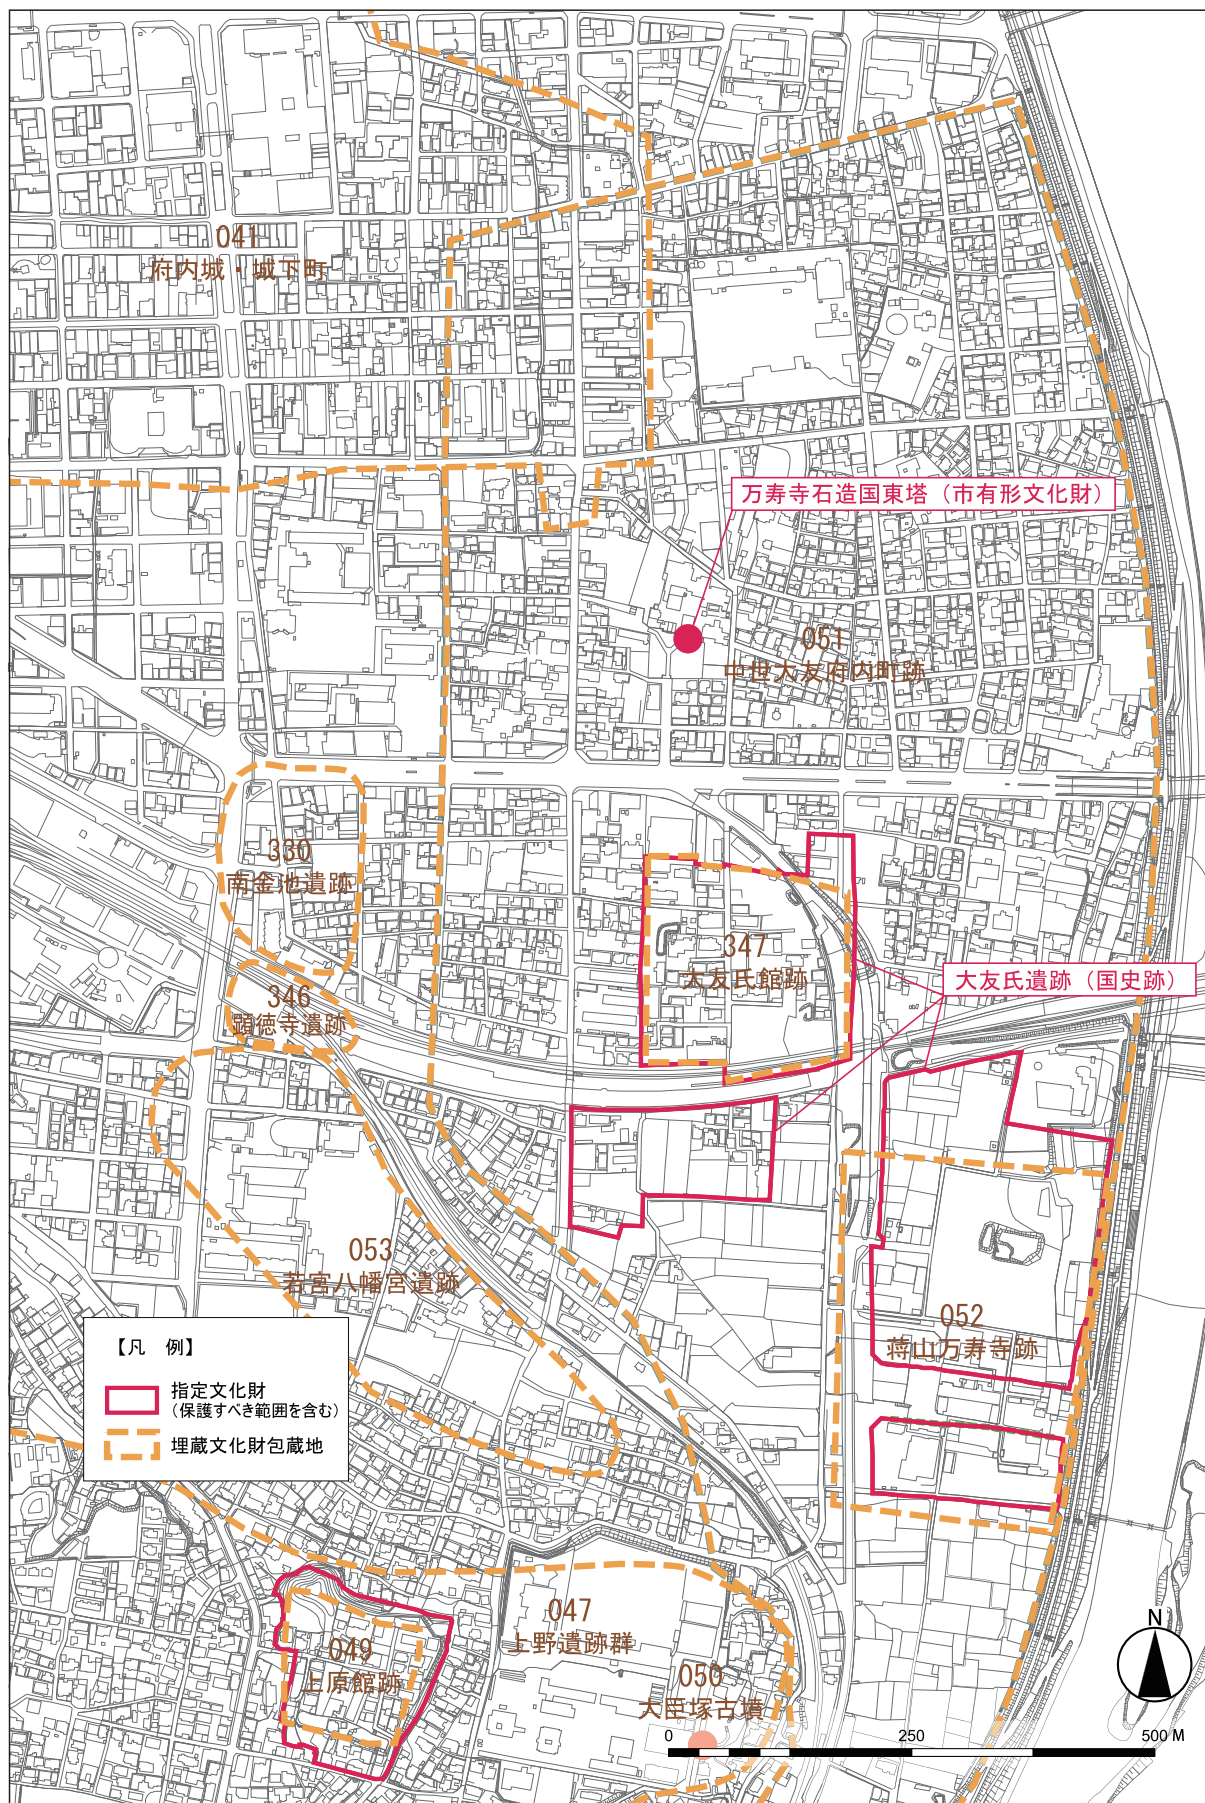 041
府内城・城下町
万寿寺石造国東塔（市有形文化財）
051
中世大友府内町跡
330
南金池遺跡
347
大友氏館跡
大友氏遺跡（国史跡）
346
顕徳寺遺跡
053
若宮八幡宮遺跡
052
蒋山万寿寺跡
【凡　例】
指定文化財
（保護すべき範囲を含む）
埋蔵文化財包蔵地
047
上野遺跡群
049
上原館跡
050
大臣塚古墳
N
0 250 500 M